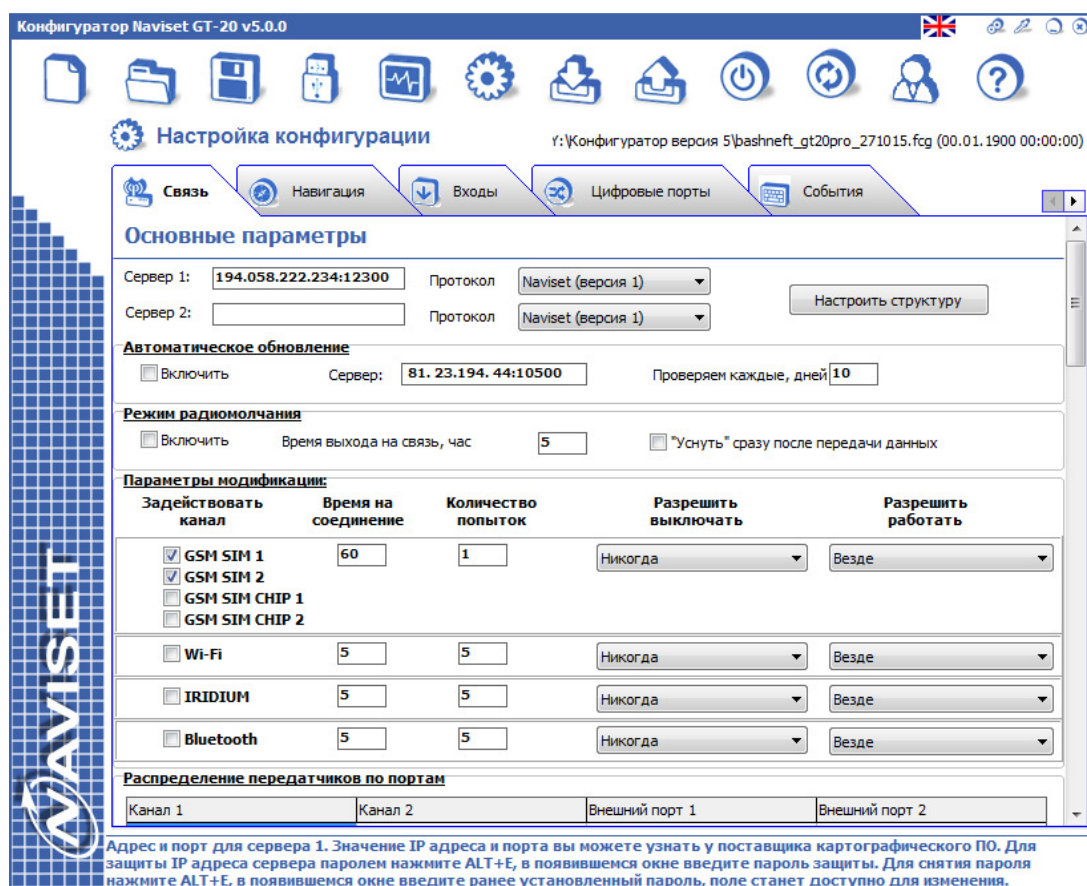 Конфигуратор Naviset GT-20 v5.0.0
Настройка конфигурации
Y:\Конфигуратор версия 5\bashneft_gt20pro_271015.fcg (00.01.1900 00:00:00)
Связь Навигация Входы Цифровые порты События
Основные параметры
Сервер 1: 194.058.222.234:12300 Протокол Naviset (версия 1) Настроить структуру
Сервер 2: Протокол Naviset (версия 1)
Автоматическое обновление
Включить Сервер: 81. 23.194. 44:10500 Проверяем каждые, дней 10
Режим радиомолчания
Включить Время выхода на связь, час 5 "Уснуть" сразу после передачи данных
Параметры модификации:
Задействовать Время на Количество Разрешить Разрешить
канал соединение попыток выключать работать
GSM SIM 1 60 1 Никогда Везде
GSM SIM 2
GSM SIM CHIP 1
GSM SIM CHIP 2
Wi-Fi 5 5 Никогда Везде
IRIDIUM 5 5 Никогда Везде
Bluetooth 5 5 Никогда Везде
Распределение передатчиков по портам
Канал 1 Канал 2 Внешний порт 1 Внешний порт 2
NAVISET
Адрес и порт для сервера 1. Значение IP адреса и порта вы можете узнать у поставщика картографического ПО. Для
защиты IP адреса сервера паролем нажмите ALT+E, в появившемся окне введите пароль защиты. Для снятия пароля
нажмите ALT+E, в появившемся окне введите ранее установленный пароль, поле станет доступно для изменения.